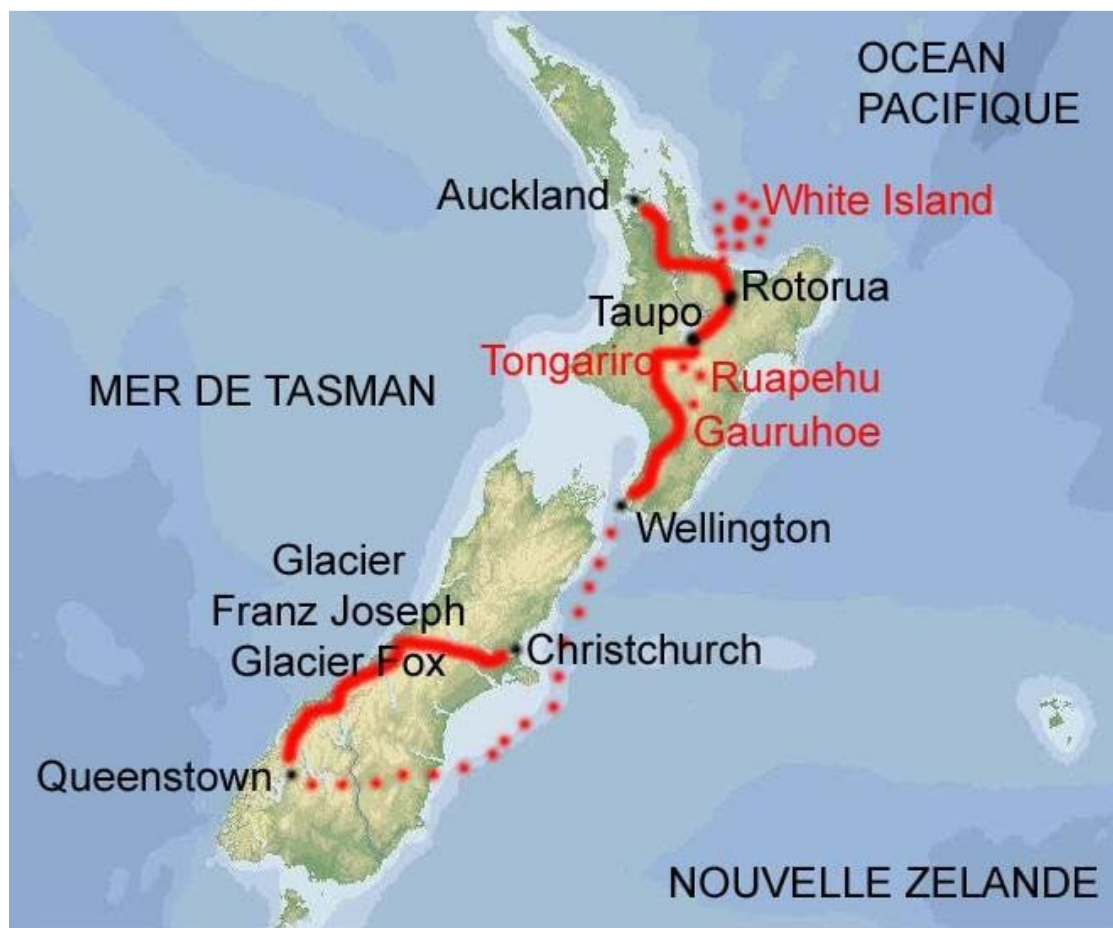 OCEAN
PACIFIQUE
Auckland
White Island
Rotorua
Taupo
Tongariro
Ruapehu
MER DE TASMAN
Gauruhoe
Wellington
Glacier
Franz Joseph
Glacier Fox
Christchurch
Queenstown
NOUVELLE ZELANDE